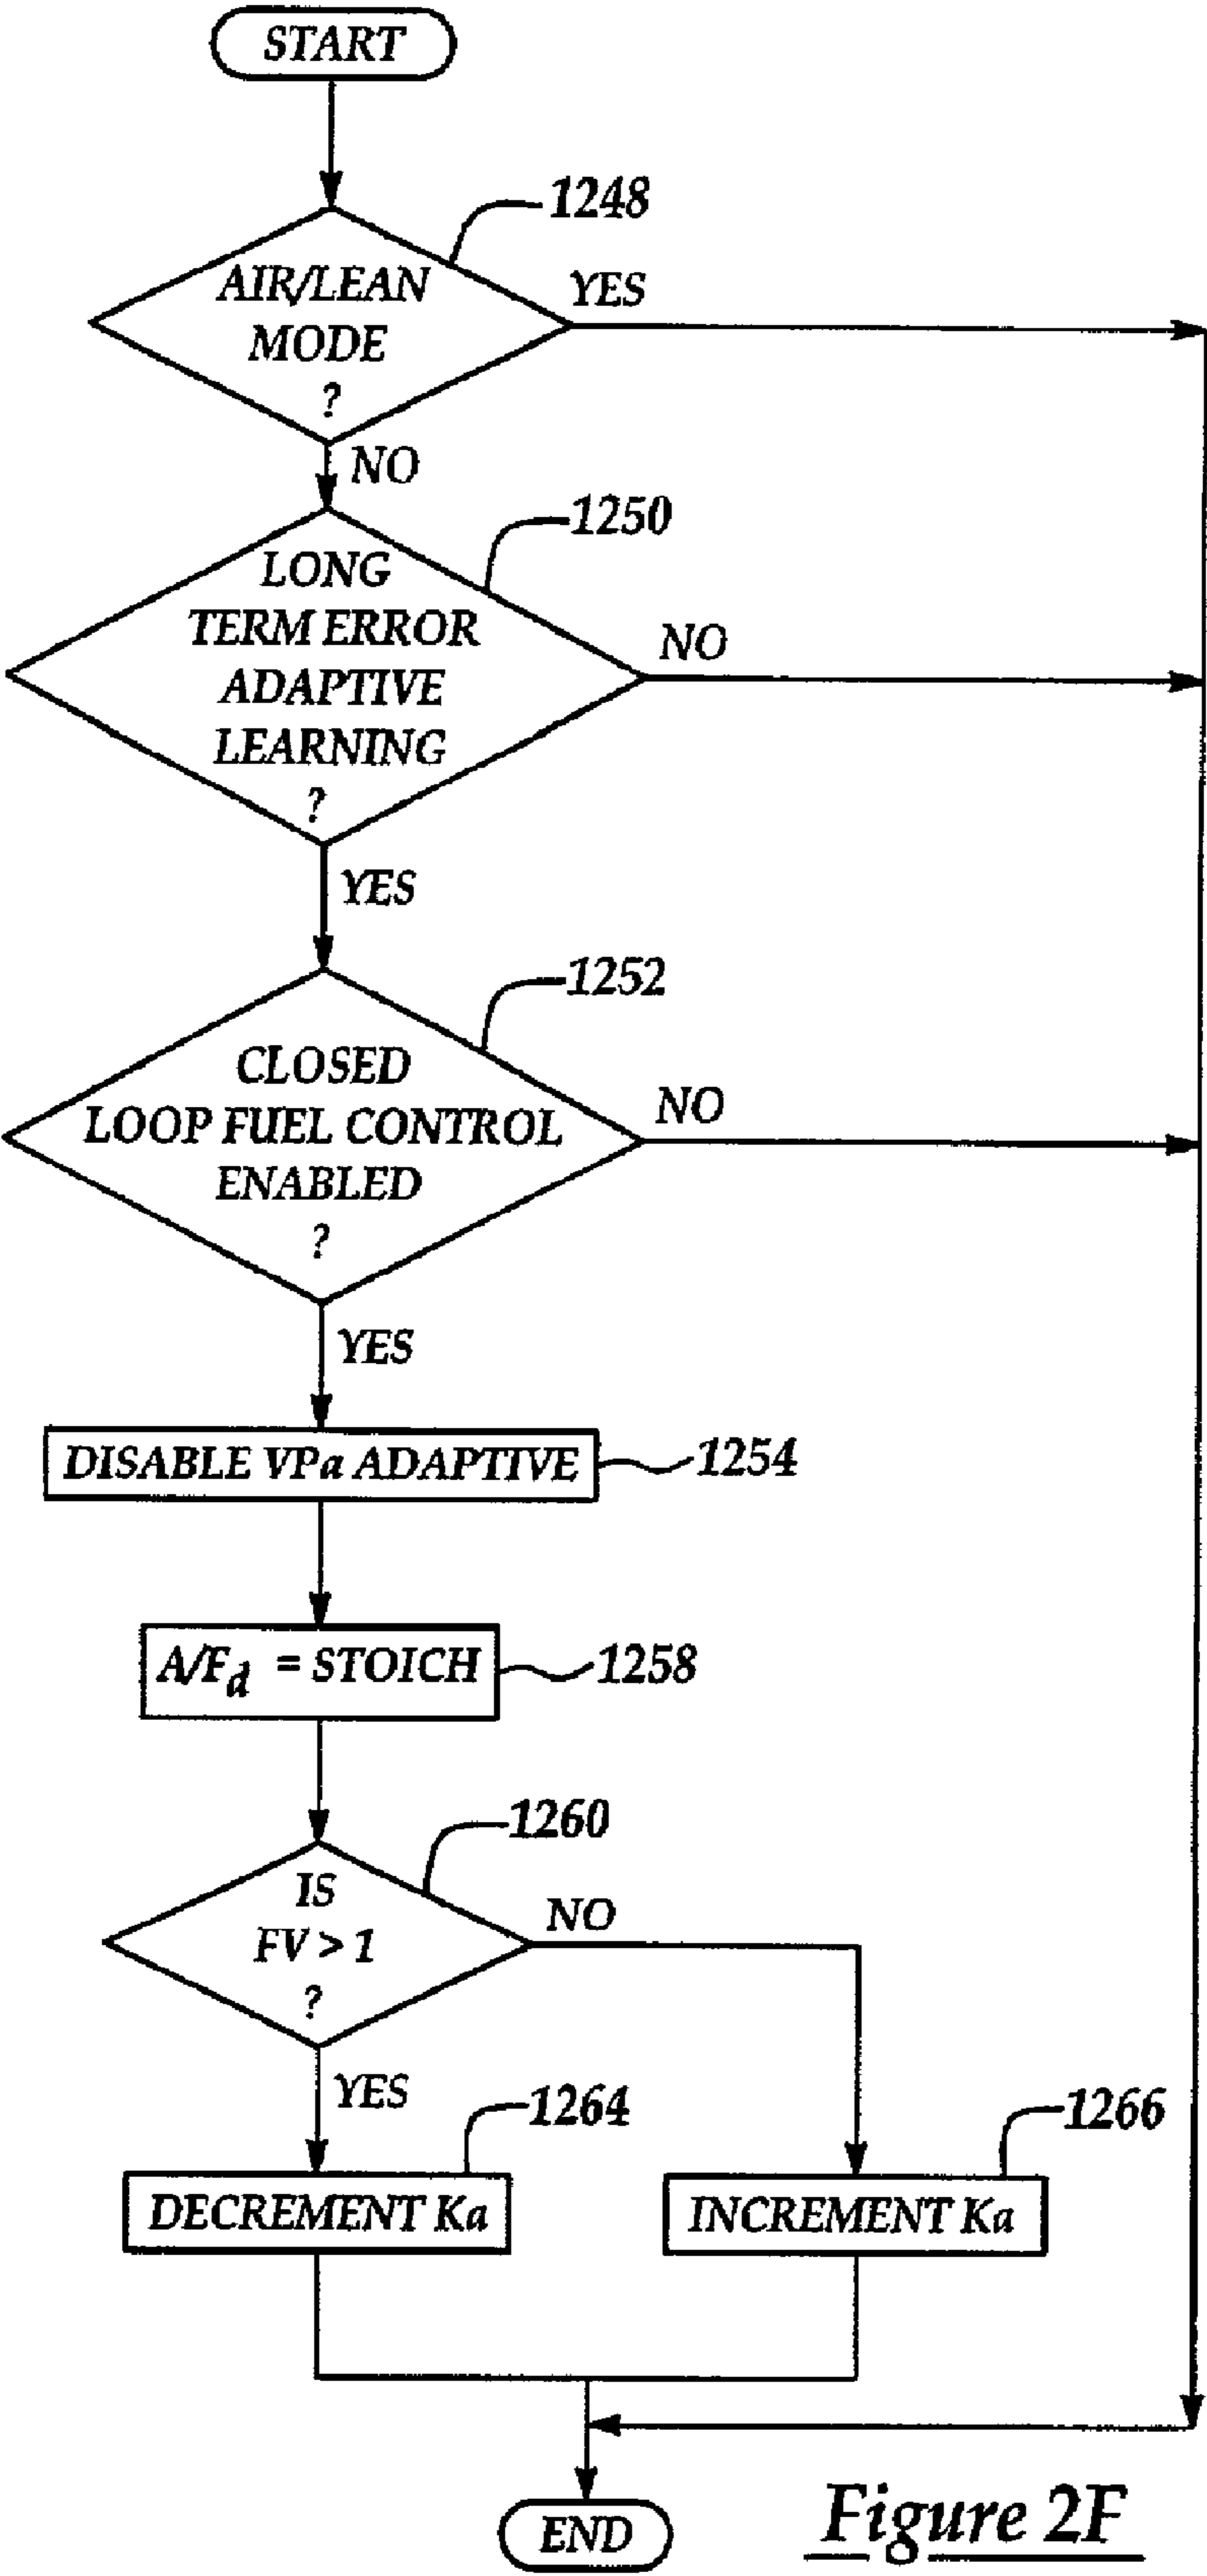 START
1248
AIR/LEAN
MODE
?
YES
NO
1250
LONG
TERM ERROR
ADAPTIVE
LEARNING
?
NO
YES
1252
CLOSED
LOOP FUEL CONTROL
ENABLED
?
NO
YES
DISABLE VPa ADAPTIVE
1254
A/Fd = STOICH
1258
1260
IS
FV > 1
?
NO
YES
1264
DECREMENT Ka
1266
INCREMENT Ka
END
Figure 2F